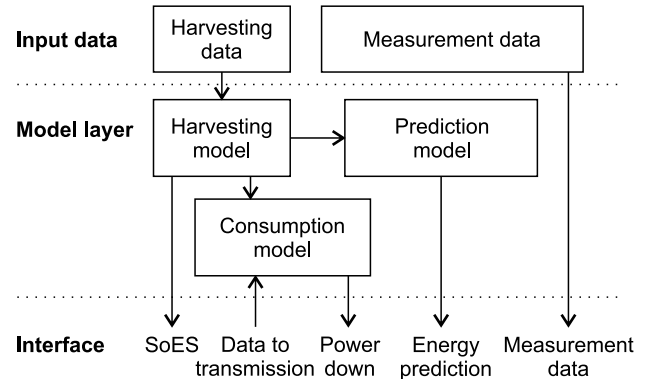 Input data
Harvesting
data
Measurement data
Model layer
Harvesting
model
Prediction
model
Consumption
model
Interface
SoES
Data to
transmission
Power
down
Energy
prediction
Measurement
data